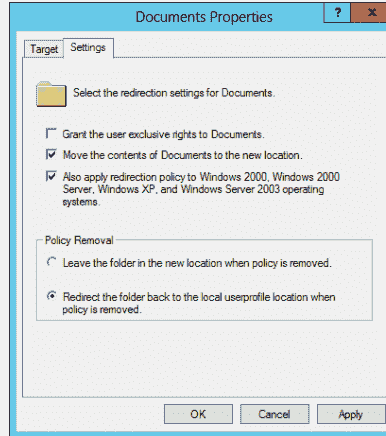 Documents Properties
? x
Target Settings
Select the redirection settings for Documents.
Grant the user exclusive rights to Documents.
Move the contents of Documents to the new location.
Also apply redirection policy to Windows 2000, Windows 2000
Server, Windows XP, and Windows Server 2003 operating
systems.
Policy Removal
Leave the folder in the new location when policy is removed.
Redirect the folder back to the local userprofile location when
policy is removed.
OK Cancel Apply